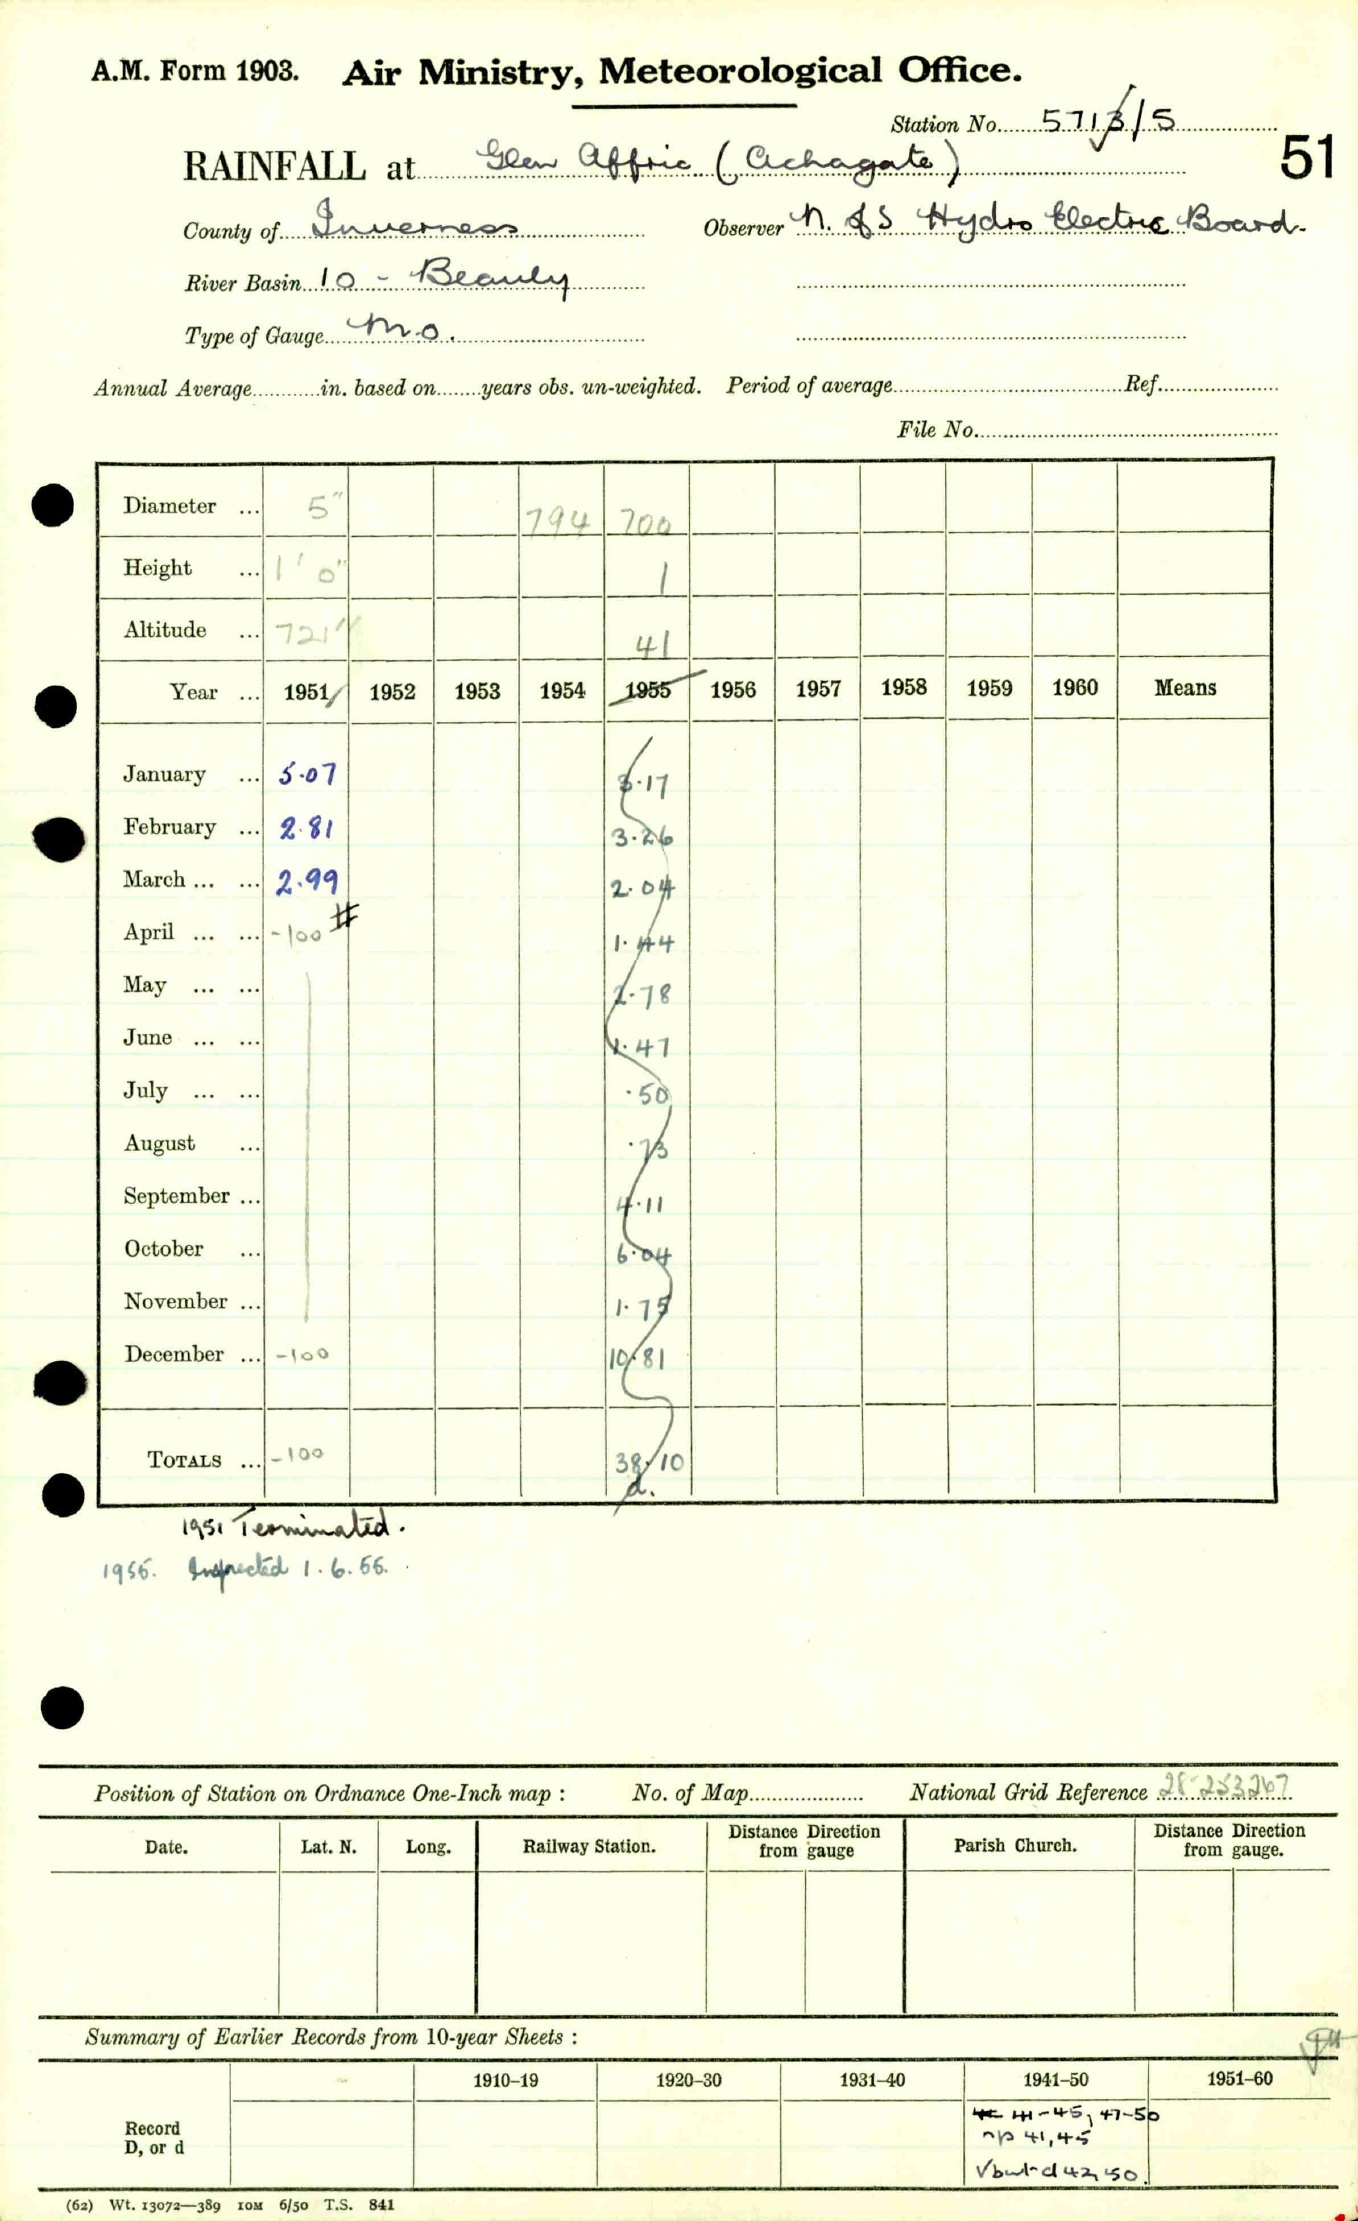 A.M. Form 1903. Air Ministry, Meteorological Office.
Station No. 5713/5
RAINFALL at Glen Affric (Achagate) 51
County of Inverness Observer N. of S Hydro Electric Board.
River Basin 10 - Beauly
Type of Gauge M.O.
Annual Average in. based on years obs. un-weighted. Period of average Ref.
File No.
Diameter ... 5" 794 700
Height ... 1' 0" 1
Altitude ... 721' 41
Year ... 1951 1952 1953 1954 1955 1956 1957 1958 1959 1960 Means
January ... 5.07 3.17
February ... 2.81 3.26
March ... ... 2.99 2.04
April ... ... -100 # 1.44
May ... ... 2.78
June ... ... 1.47
July ... ... .50
August ... .73
September ... 4.11
October ... 6.04
November ... 1.75
December ... -100 10.81
TOTALS ... -100 38.10
d.
1951 Terminated.
1955. Inspected 1.6.55.
Position of Station on Ordnance One-Inch map : No. of Map National Grid Reference 28-253267
Date. Lat. N. Long. Railway Station. Distance Direction from gauge Parish Church. Distance Direction from gauge.
Summary of Earlier Records from 10-year Sheets :
1910–19 1920–30 1931–40 1941–50 1951–60
Record D, or d
41-45, 47-50
np 41, 45
V but d 42, 50.
(62) Wt. 13072—389 10M 6/50 T.S. 841